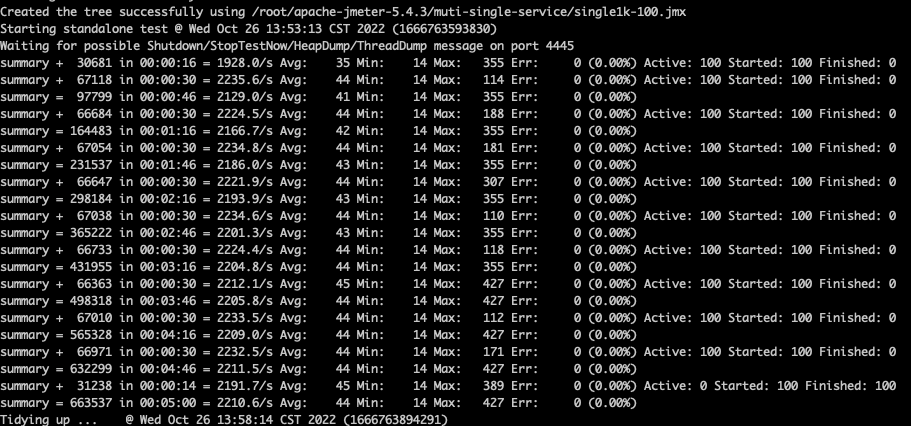 Created the tree successfully using /root/apache-jmeter-5.4.3/muti-single-service/single1k-100.jmx
Starting standalone test @ Wed Oct 26 13:53:13 CST 2022 (1666763593830)
Waiting for possible Shutdown/StopTestNow/HeapDump/ThreadDump message on port 4445
summary +  30681 in 00:00:16 = 1928.0/s Avg:    35 Min:    14 Max:   355 Err:     0 (0.00%) Active: 100 Started: 100 Finished: 0
summary +  67118 in 00:00:30 = 2235.6/s Avg:    44 Min:    14 Max:   114 Err:     0 (0.00%) Active: 100 Started: 100 Finished: 0
summary =  97799 in 00:00:46 = 2129.0/s Avg:    41 Min:    14 Max:   355 Err:     0 (0.00%)
summary +  66684 in 00:00:30 = 2224.5/s Avg:    44 Min:    14 Max:   188 Err:     0 (0.00%) Active: 100 Started: 100 Finished: 0
summary = 164483 in 00:01:16 = 2166.7/s Avg:    42 Min:    14 Max:   355 Err:     0 (0.00%)
summary +  67054 in 00:00:30 = 2234.8/s Avg:    44 Min:    14 Max:   181 Err:     0 (0.00%) Active: 100 Started: 100 Finished: 0
summary = 231537 in 00:01:46 = 2186.0/s Avg:    43 Min:    14 Max:   355 Err:     0 (0.00%)
summary +  66647 in 00:00:30 = 2221.9/s Avg:    44 Min:    14 Max:   307 Err:     0 (0.00%) Active: 100 Started: 100 Finished: 0
summary = 298184 in 00:02:16 = 2193.9/s Avg:    43 Min:    14 Max:   355 Err:     0 (0.00%)
summary +  67038 in 00:00:30 = 2234.6/s Avg:    44 Min:    14 Max:   110 Err:     0 (0.00%) Active: 100 Started: 100 Finished: 0
summary = 365222 in 00:02:46 = 2201.3/s Avg:    43 Min:    14 Max:   355 Err:     0 (0.00%)
summary +  66733 in 00:00:30 = 2224.4/s Avg:    44 Min:    14 Max:   118 Err:     0 (0.00%) Active: 100 Started: 100 Finished: 0
summary = 431955 in 00:03:16 = 2204.8/s Avg:    44 Min:    14 Max:   355 Err:     0 (0.00%)
summary +  66363 in 00:00:30 = 2212.1/s Avg:    45 Min:    14 Max:   427 Err:     0 (0.00%) Active: 100 Started: 100 Finished: 0
summary = 498318 in 00:03:46 = 2205.8/s Avg:    44 Min:    14 Max:   427 Err:     0 (0.00%)
summary +  67010 in 00:00:30 = 2233.5/s Avg:    44 Min:    14 Max:   112 Err:     0 (0.00%) Active: 100 Started: 100 Finished: 0
summary = 565328 in 00:04:16 = 2209.0/s Avg:    44 Min:    14 Max:   427 Err:     0 (0.00%)
summary +  66971 in 00:00:30 = 2232.5/s Avg:    44 Min:    14 Max:   171 Err:     0 (0.00%) Active: 100 Started: 100 Finished: 0
summary = 632299 in 00:04:46 = 2211.5/s Avg:    44 Min:    14 Max:   427 Err:     0 (0.00%)
summary +  31238 in 00:00:14 = 2191.7/s Avg:    45 Min:    14 Max:   389 Err:     0 (0.00%) Active: 0 Started: 100 Finished: 100
summary = 663537 in 00:05:00 = 2210.6/s Avg:    44 Min:    14 Max:   427 Err:     0 (0.00%)
Tidying up ...    @ Wed Oct 26 13:58:14 CST 2022 (1666763894291)